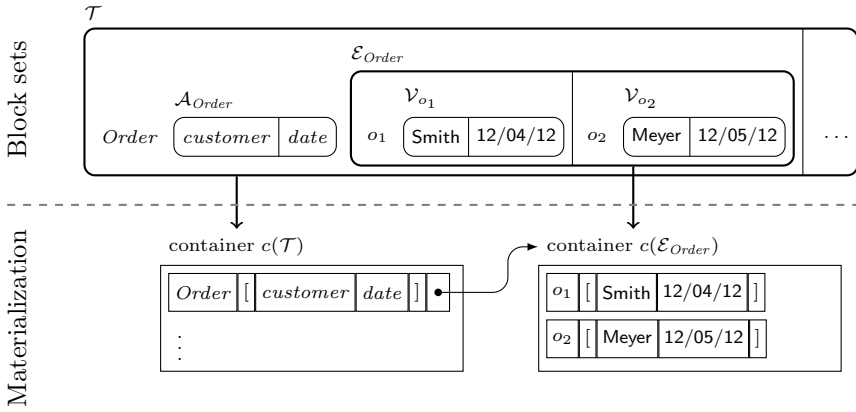 Block sets
𝒯
ℰ_Order
𝒜_Order 𝒱_o₁ 𝒱_o₂
Order customer date o₁ Smith 12/04/12 o₂ Meyer 12/05/12 ...
Materialization
container c(𝒯) container c(ℰ_Order)
Order [ customer date ] o₁ [ Smith 12/04/12 ]
⋮ o₂ [ Meyer 12/05/12 ]